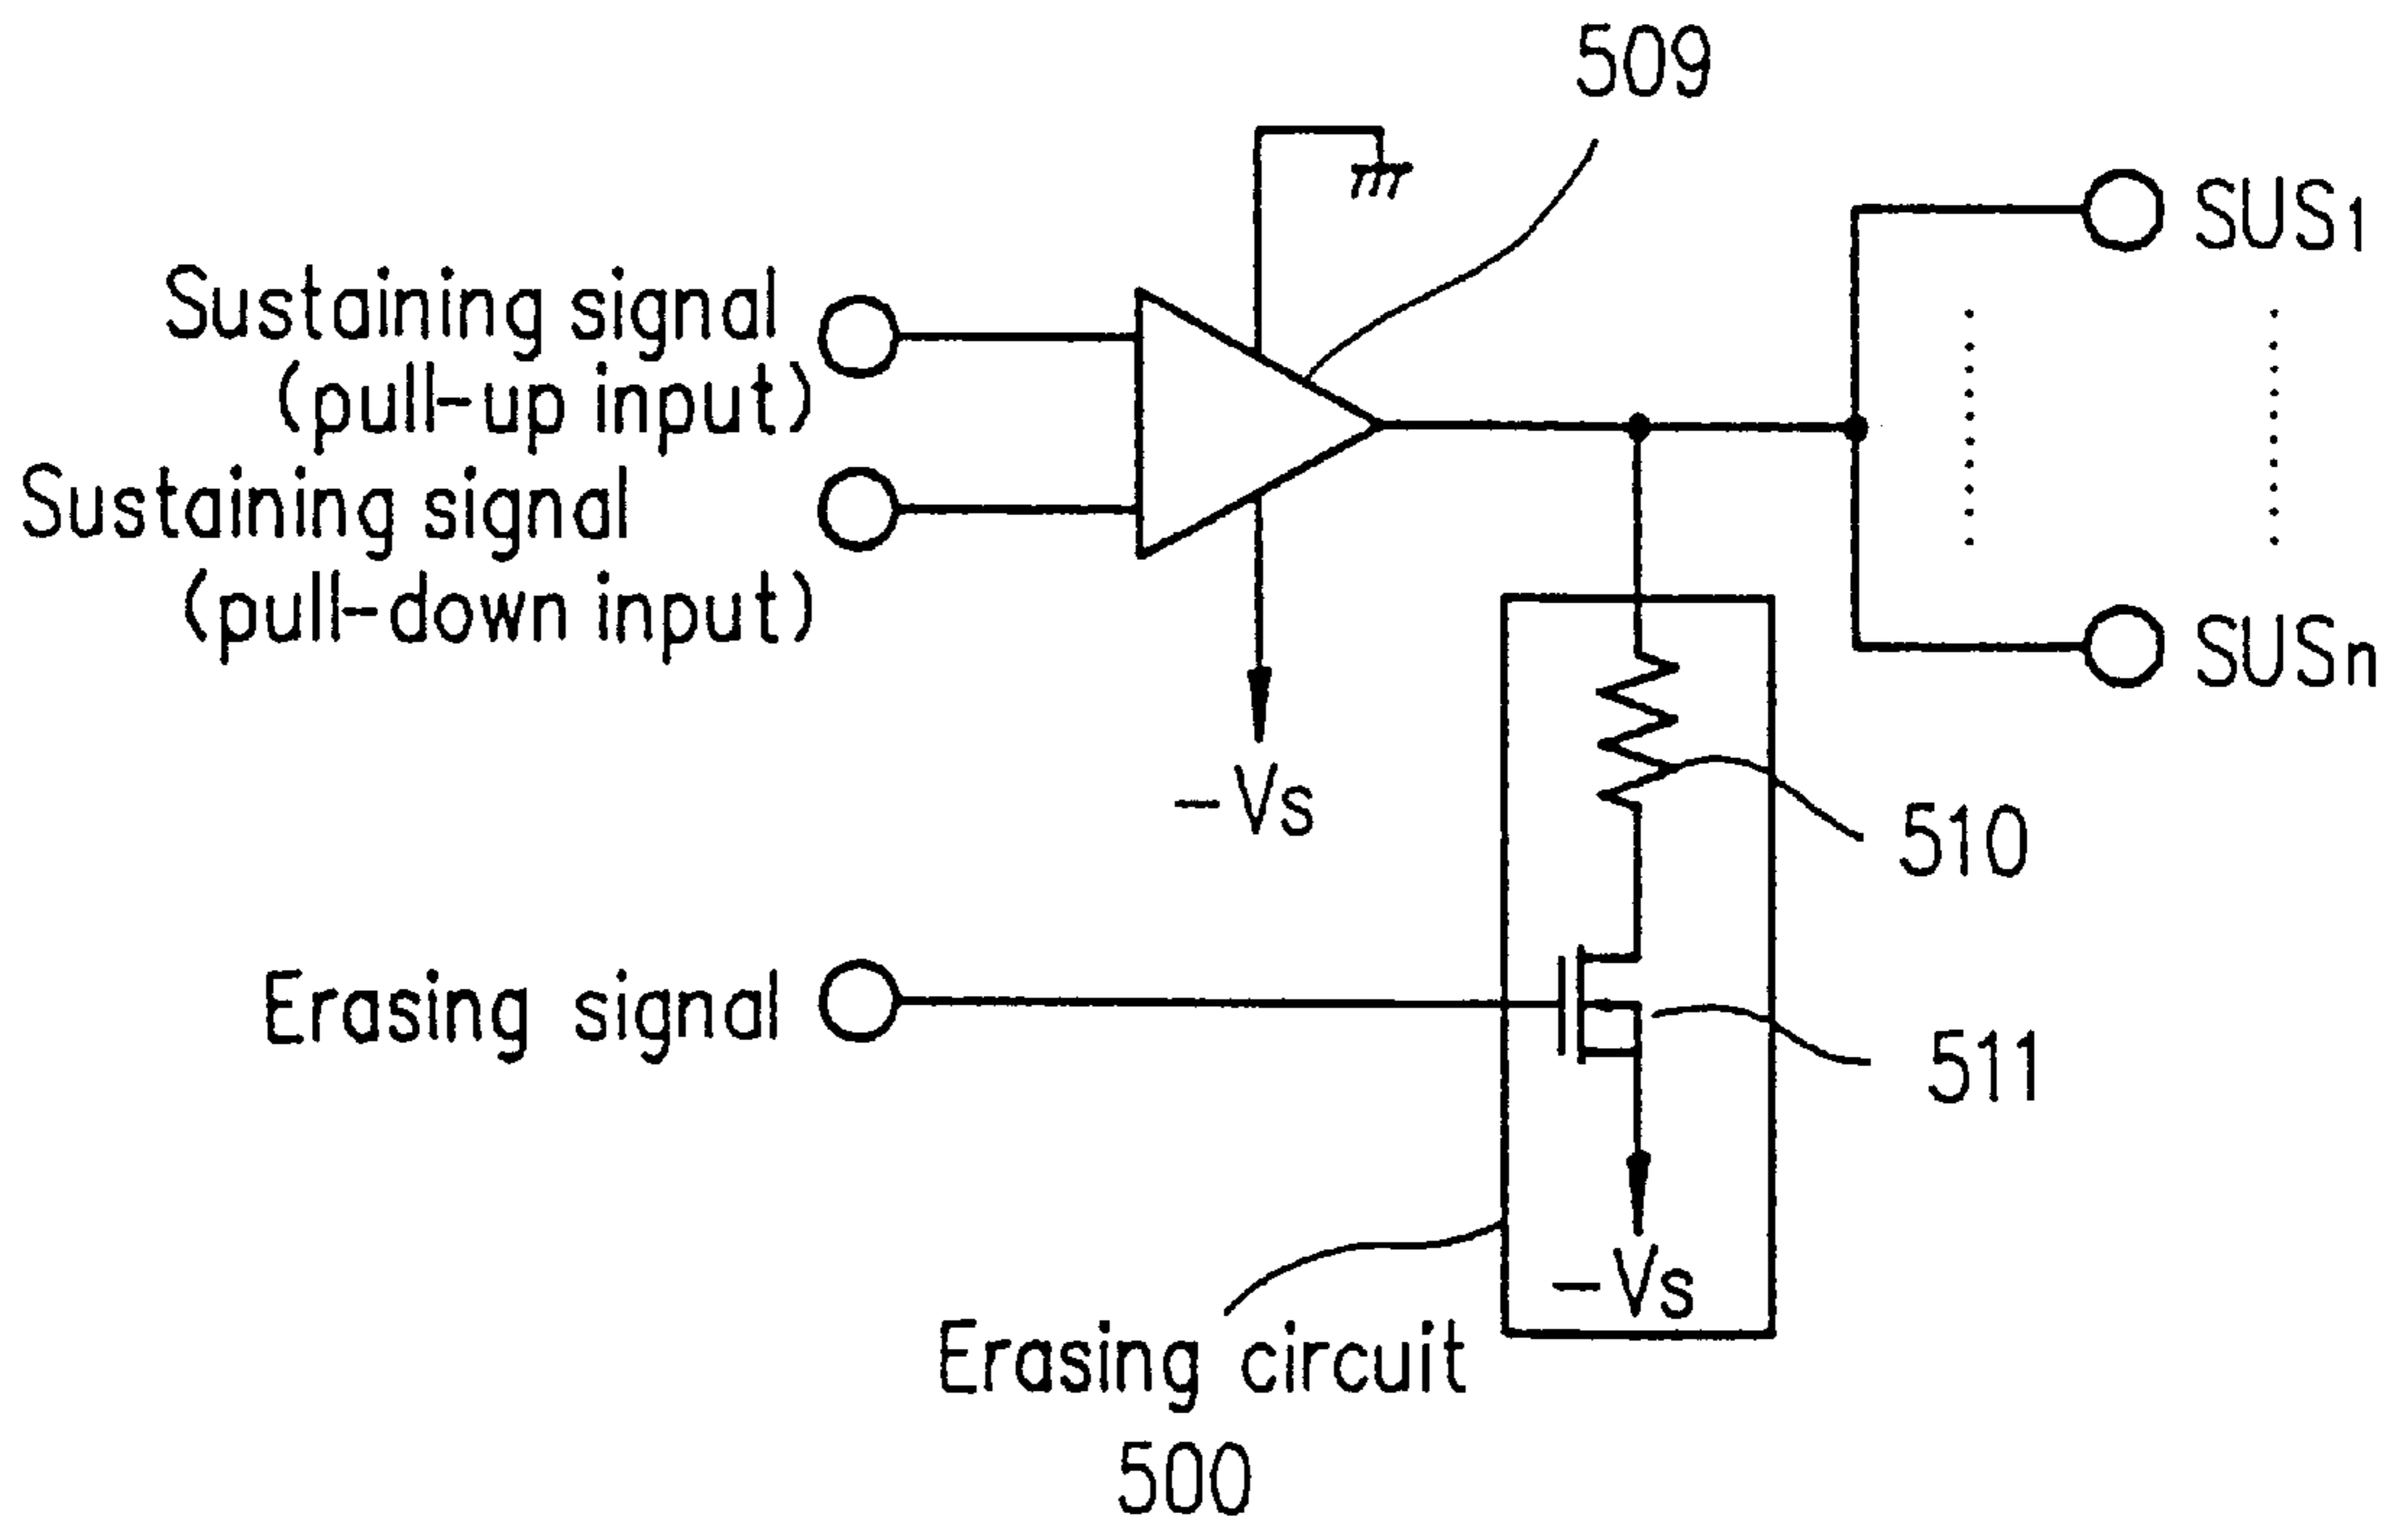 509
SUS1
Sustaining signal
(pull-up input)
Sustaining signal
(pull-down input)
SUSn
-Vs
510
Erasing signal
511
-Vs
Erasing circuit
500